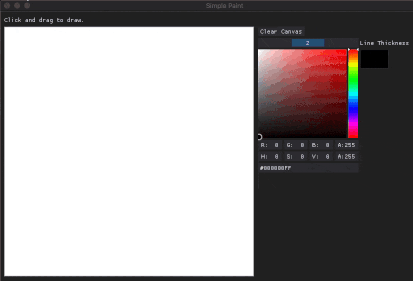 Simple Paint
Click and drag to draw.
Clear Canvas
2
Line Thickness
R: 0 G: 0 B: 0 A:255
H: 0 S: 0 V: 0 A:255
#000000FF